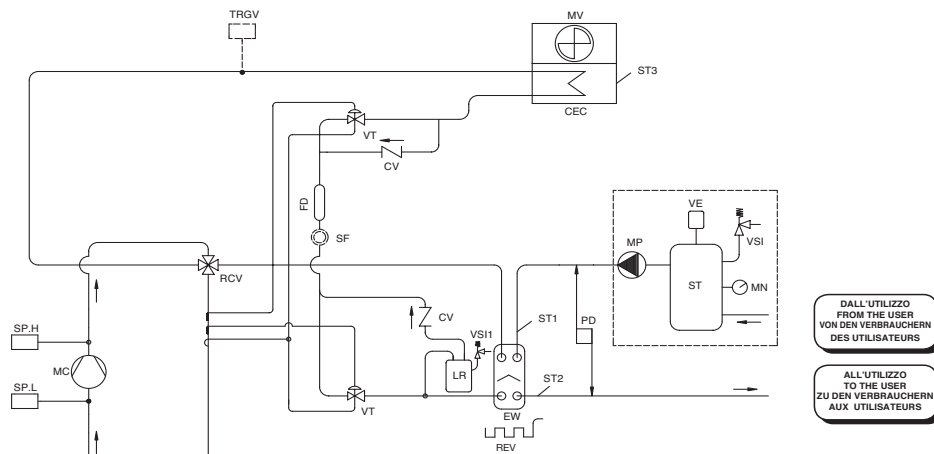 TRGV
MV
ST3
CEC
VT
CV
FD
SF
RCV
SP.H
MC
SP.L
CV
VSI1
LR
VT
ST1
PD
ST2
EW
REV
MP
VE
VSI
ST
MN
DALL'UTILIZZO
FROM THE USER
VON DEN VERBRAUCHERN
DES UTILISATEURS
ALL'UTILIZZO
TO THE USER
ZU DEN VERBRAUCHERN
AUX UTILISATEURS